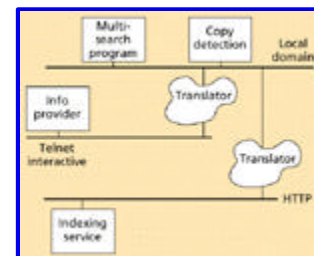 Multi-
search
program
Copy
detection
Local
domain
Translator
Info
provider
Telnet
interactive
Translator
HTTP
Indexing
service